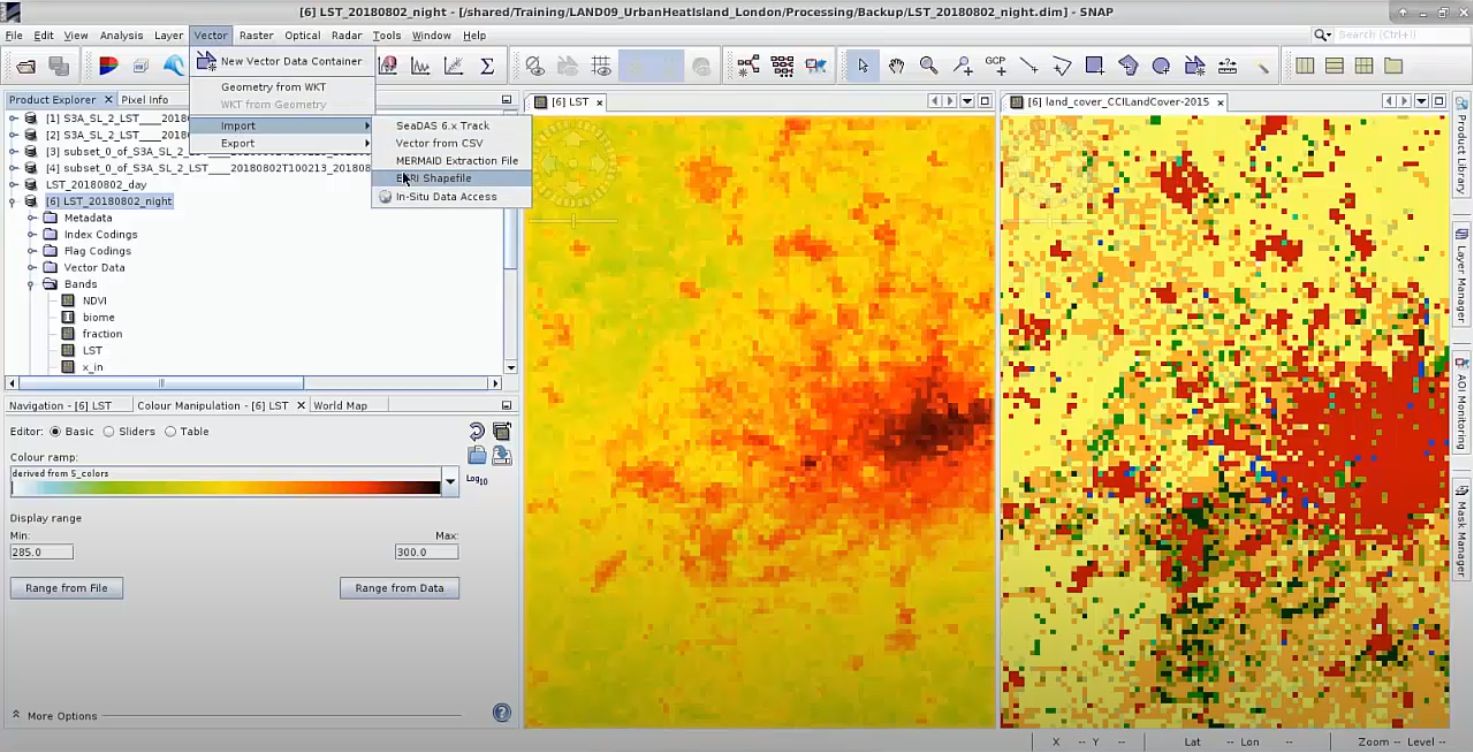 [6] LST_20180802_night - [/shared/Training/LAND09_UrbanHeatIsland_London/Processing/Backup/LST_20180802_night.dim] - SNAP
File Edit View Analysis Layer Vector Raster Optical Radar Tools Window Help
Search (Ctrl+I)
New Vector Data Container
Geometry from WKT
WKT from Geometry
Import
Export
SeaDAS 6.x Track
Vector from CSV
MERMAID Extraction File
ESRI Shapefile
In-Situ Data Access
GCP
Product Explorer Pixel Info
[1] S3A_SL_2_LST____2018
[2] S3A_SL_2_LST____2018
[3] subset_0_of_S3A_SL_2
[4] subset_0_of_S3A_SL_2_LST____20180802T100213_201808
LST_20180802_day
[6] LST_20180802_night
Metadata
Index Codings
Flag Codings
Vector Data
Bands
NDVI
biome
fraction
LST
x_in
[6] LST
[6] land_cover_CCILandCover-2015
Navigation - [6] LST Colour Manipulation - [6] LST World Map
Editor: Basic Sliders Table
Colour ramp:
derived from 5_colors
Log10
Display range
Min: Max:
285.0 300.0
Range from File Range from Data
More Options
Product Library
Layer Manager
AOI Monitoring
Mask Manager
X -- Y -- Lat -- Lon -- Zoom -- Level --